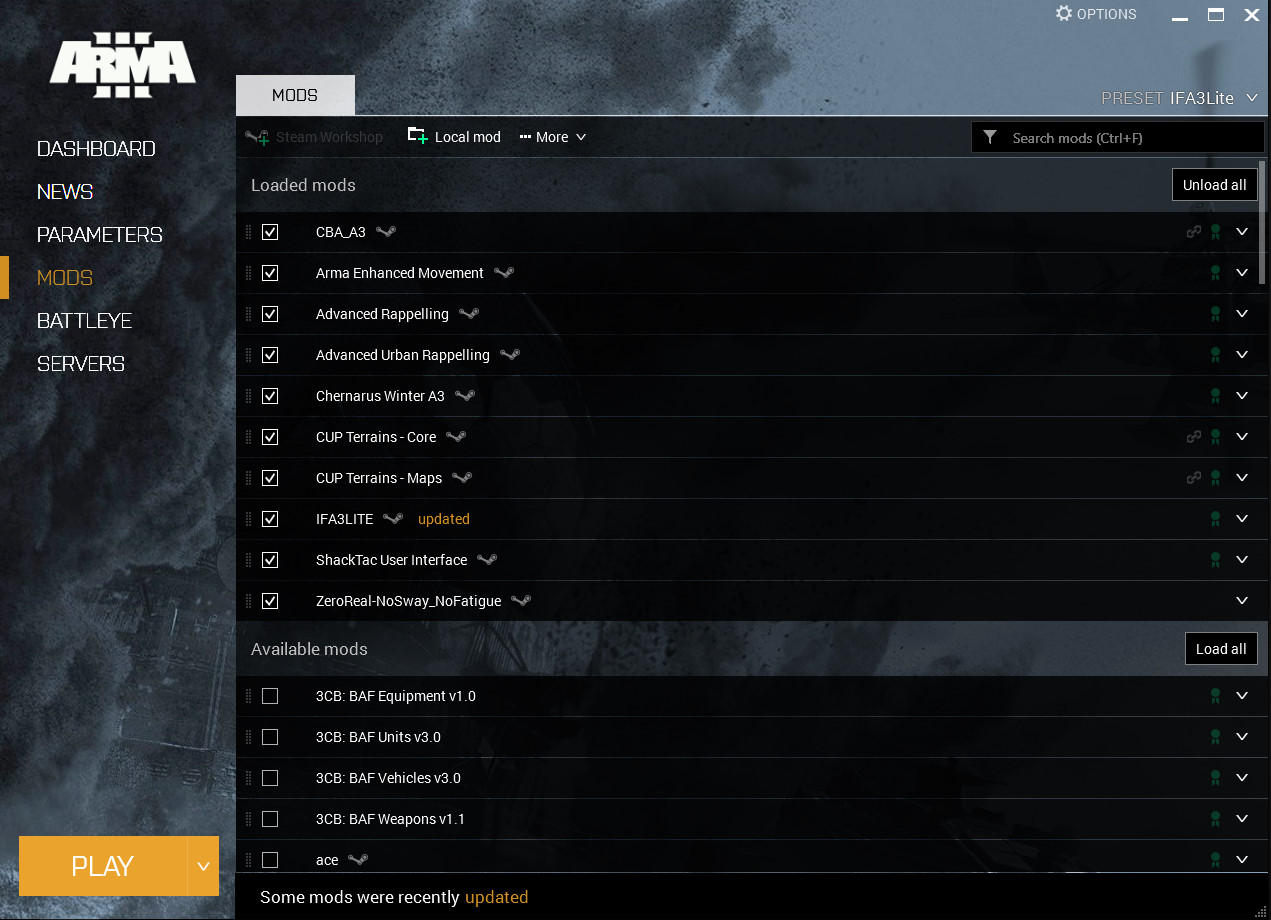 OPTIONS
ARMA III
MODS
PRESET IFA3Lite
Steam Workshop
Local mod
More
Search mods (Ctrl+F)
DASHBOARD
NEWS
PARAMETERS
MODS
BATTLEYE
SERVERS
Loaded mods
Unload all
CBA_A3
Arma Enhanced Movement
Advanced Rappelling
Advanced Urban Rappelling
Chernarus Winter A3
CUP Terrains - Core
CUP Terrains - Maps
IFA3LITE updated
ShackTac User Interface
ZeroReal-NoSway_NoFatigue
Available mods
Load all
3CB: BAF Equipment v1.0
3CB: BAF Units v3.0
3CB: BAF Vehicles v3.0
3CB: BAF Weapons v1.1
ace
PLAY
Some mods were recently updated